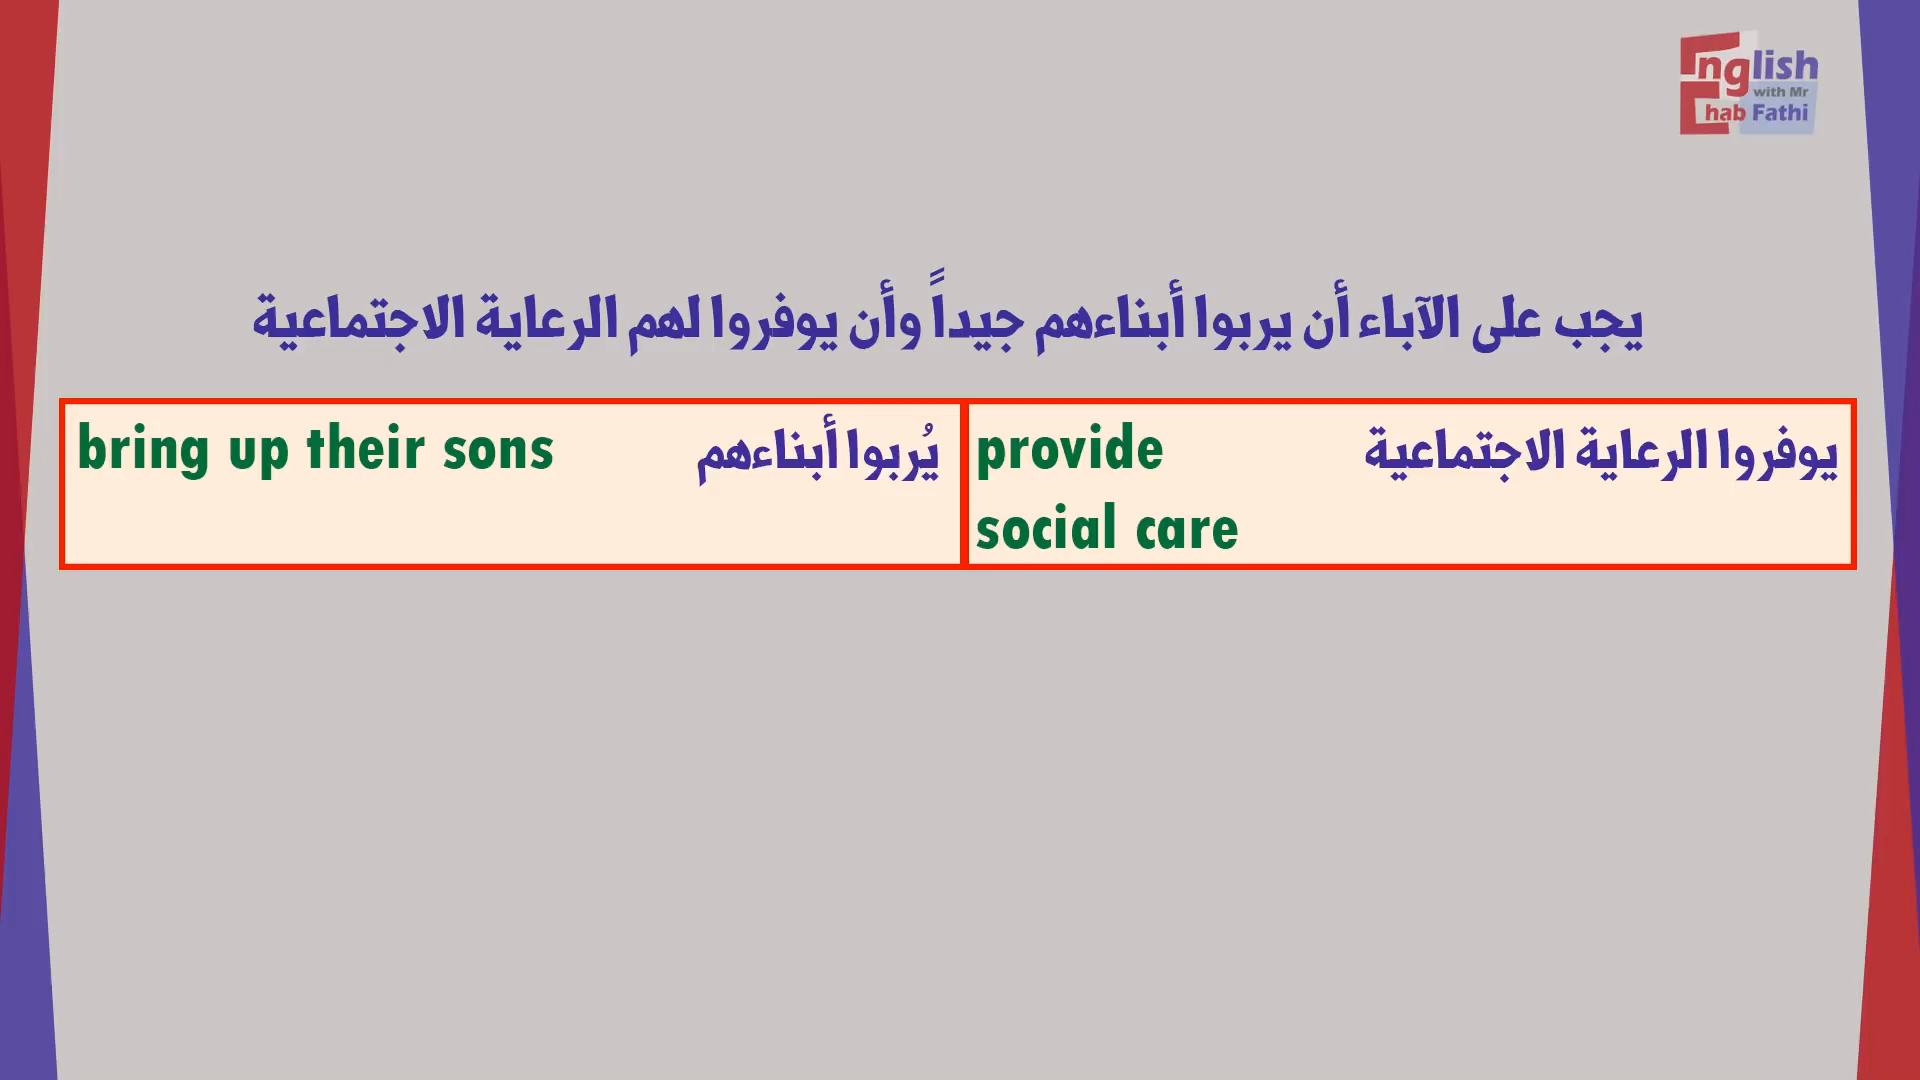 English
with Mr
Ehab Fathi
يجب على الآباء أن يربوا أبناءهم جيداً وأن يوفروا لهم الرعاية الاجتماعية
bring up their sons يُربوا أبناءهم
provide يوفروا الرعاية الاجتماعية
social care